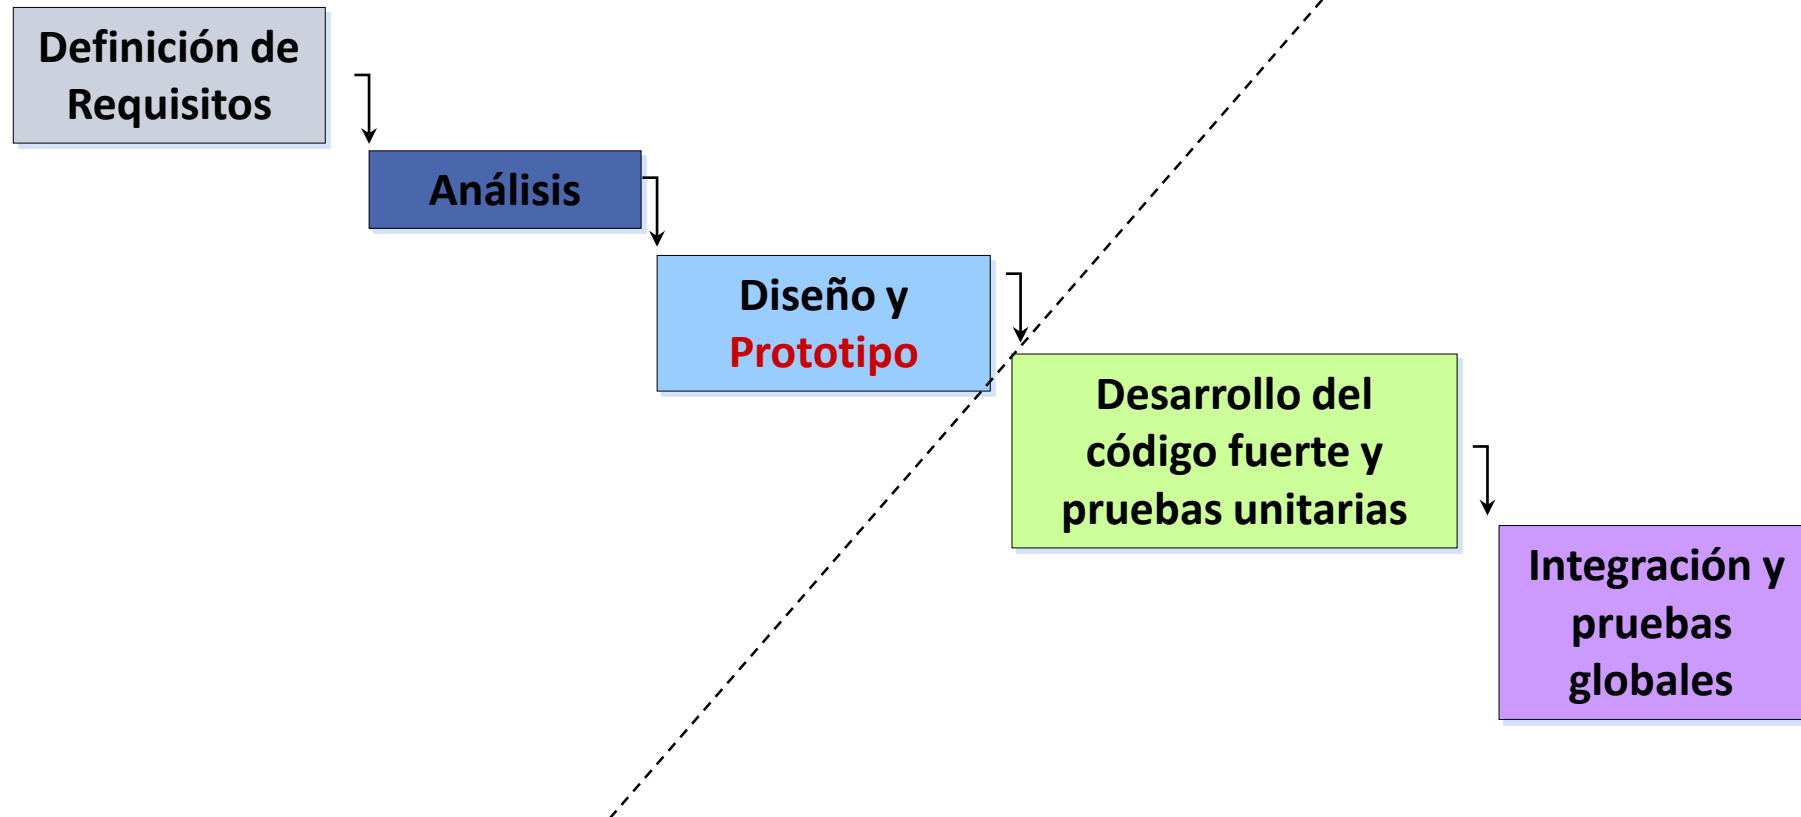 Definición de
Requisitos
Análisis
Diseño y
Prototipo
Desarrollo del
código fuerte y
pruebas unitarias
Integración y
pruebas
globales